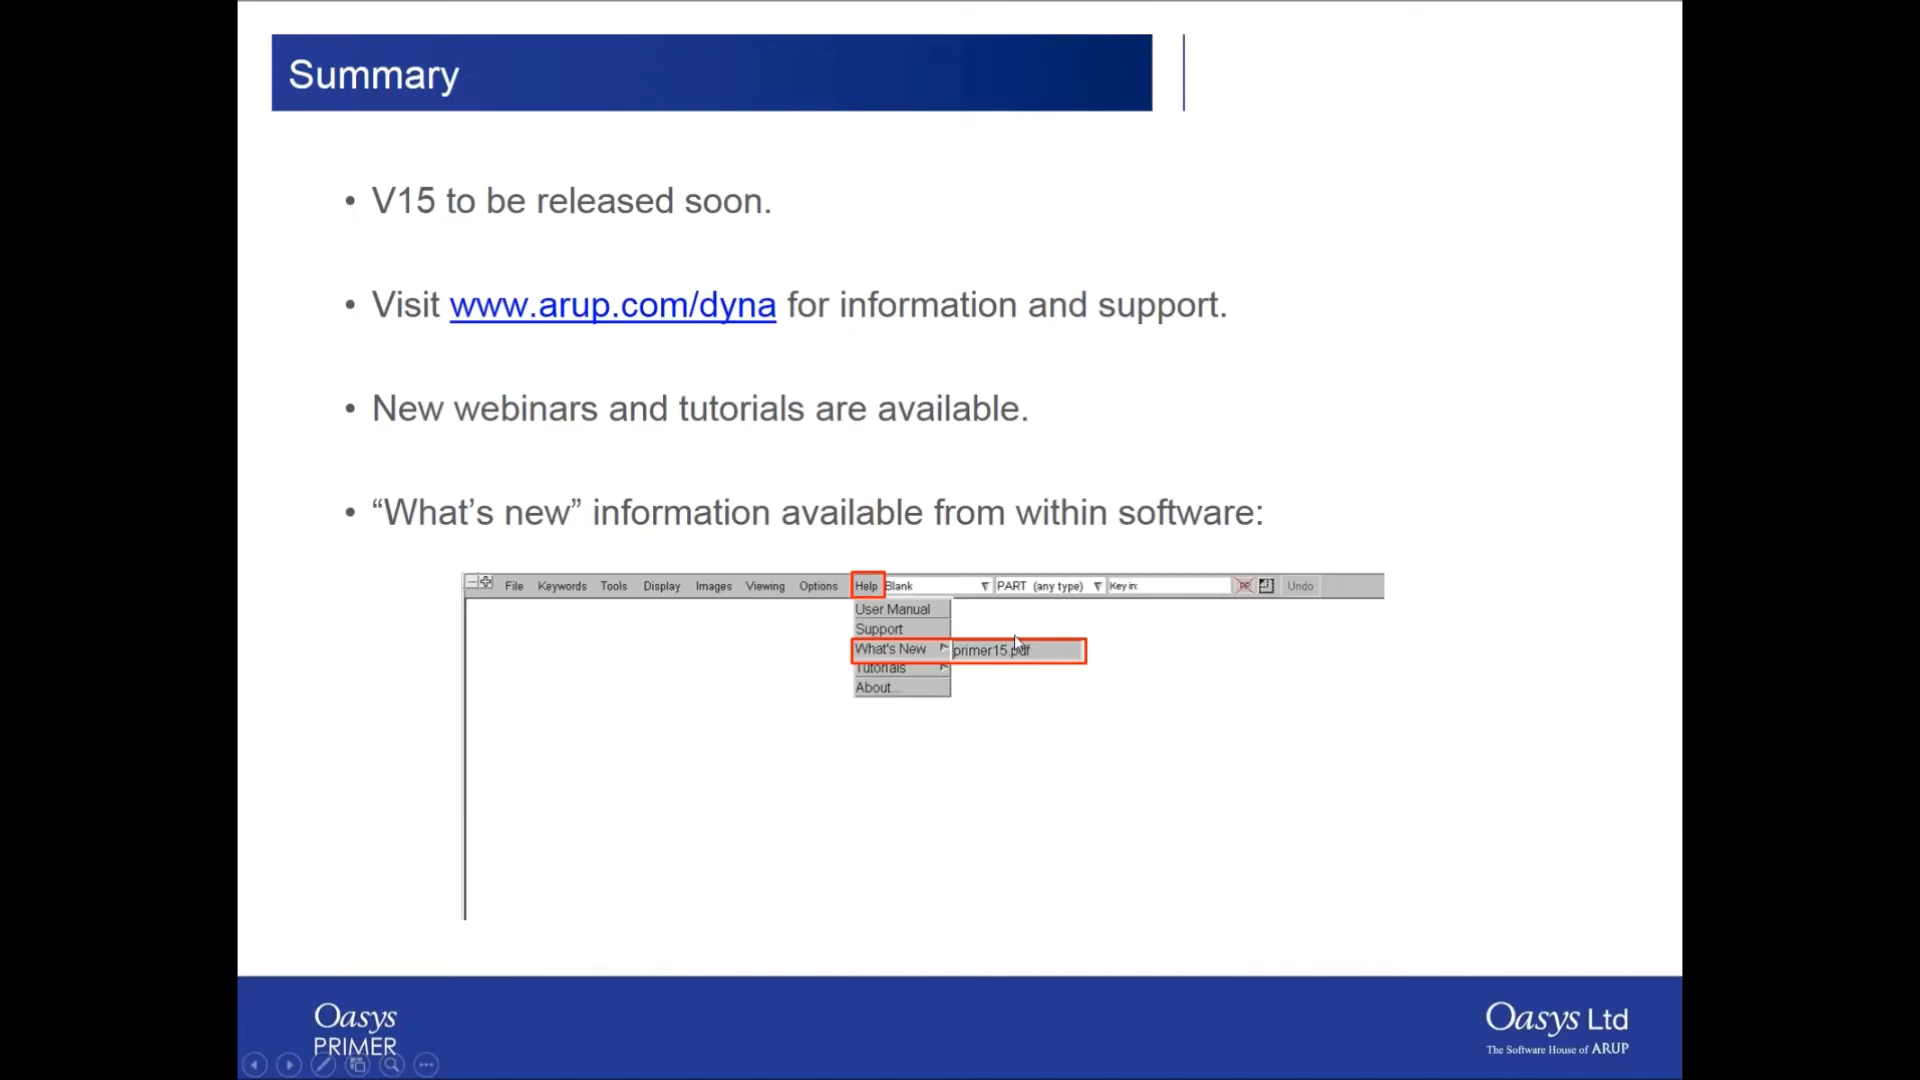 Summary
• V15 to be released soon.
• Visit www.arup.com/dyna for information and support.
• New webinars and tutorials are available.
• “What’s new” information available from within software:
File Keywords Tools Display Images Viewing Options Help Blank PART (any type) Key in: Undo
User Manual
Support
What's New primer15.pdf
Tutorials
About...
Oasys
PRIMER
Oasys Ltd
The Software House of ARUP